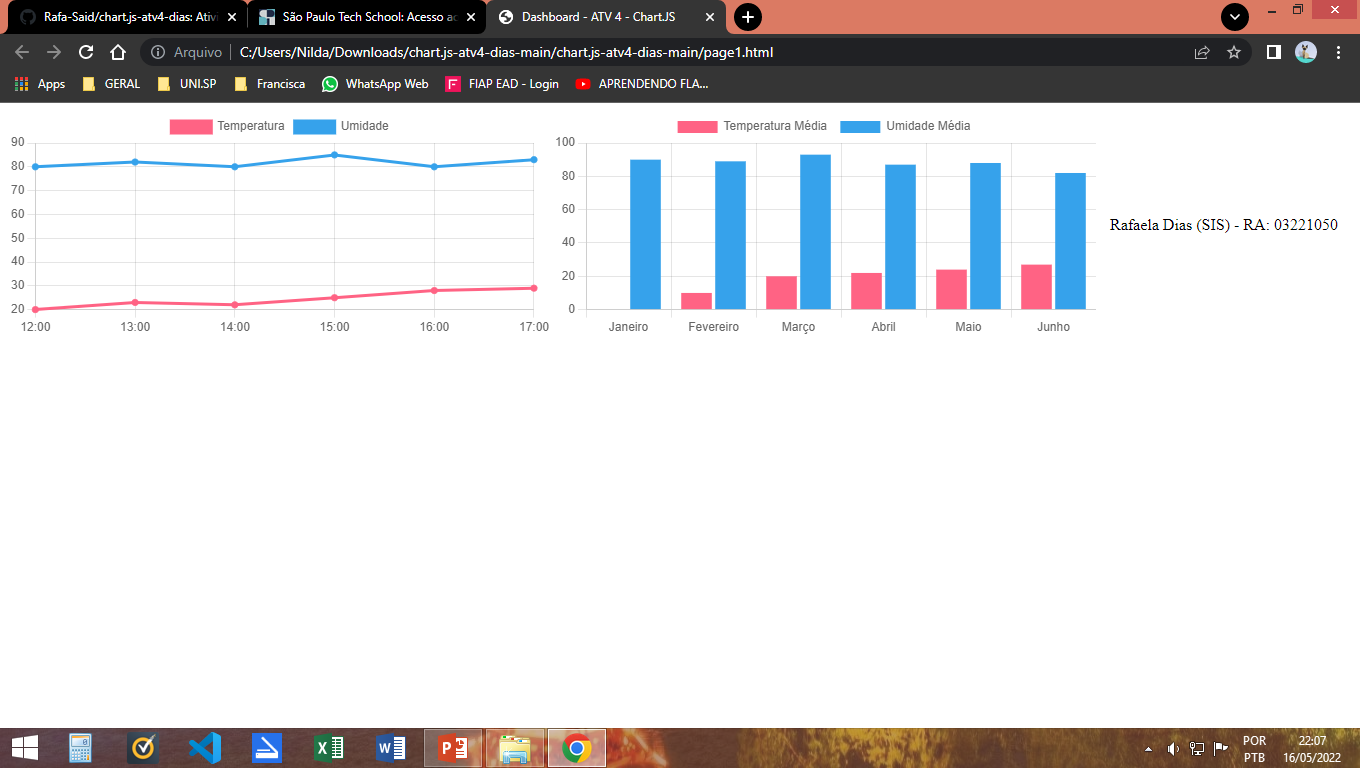 Rafa-Said/chart.js-atv4-dias: Ativi
São Paulo Tech School: Acesso ao
Dashboard - ATV 4 - Chart.JS
Arquivo C:/Users/Nilda/Downloads/chart.js-atv4-dias-main/chart.js-atv4-dias-main/page1.html
Apps GERAL UNI.SP Francisca WhatsApp Web FIAP EAD - Login APRENDENDO FLA...
Temperatura Umidade
90
80
70
60
50
40
30
20
12:00 13:00 14:00 15:00 16:00 17:00
Temperatura Média Umidade Média
100
80
60
40
20
0
Janeiro Fevereiro Março Abril Maio Junho
Rafaela Dias (SIS) - RA: 03221050
POR 22:07
PTB 16/05/2022